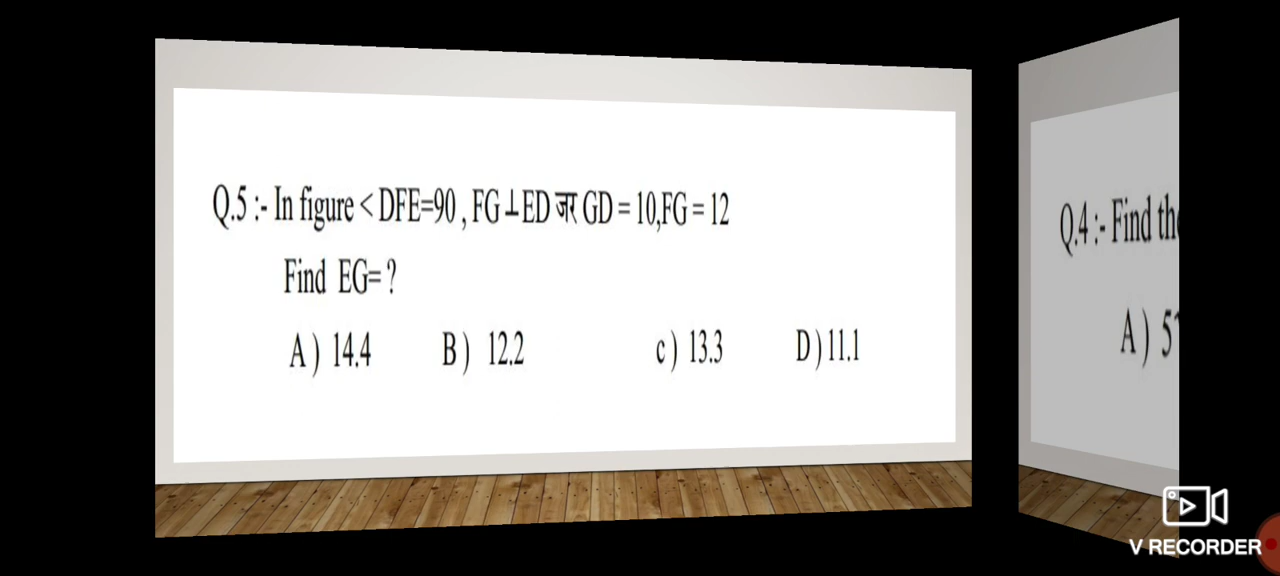 Q.5 :- In figure < DFE=90 , FG ⊥ ED जर GD = 10,FG = 12
Find EG= ?
A ) 14.4 B ) 12.2 c ) 13.3 D ) 11.1
Q.4 :- Find
A ) 5
V RECORDER